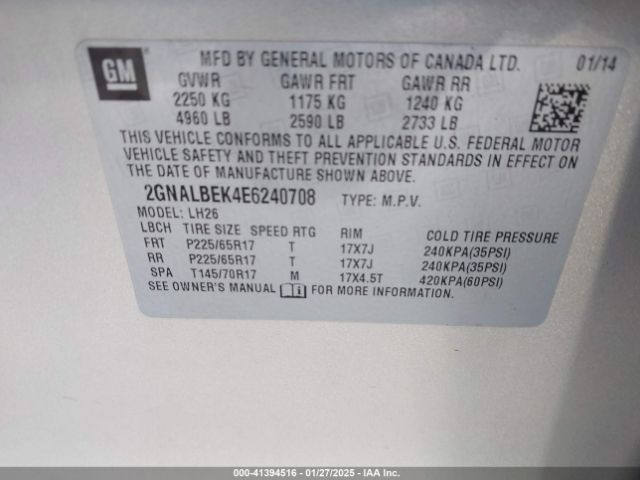 GM
MFD BY GENERAL MOTORS OF CANADA LTD. 01/14
GVWR GAWR FRT GAWR RR
2250 KG 1175 KG 1240 KG
4960 LB 2590 LB 2733 LB
THIS VEHICLE CONFORMS TO ALL APPLICABLE U.S. FEDERAL MOTOR
VEHICLE SAFETY AND THEFT PREVENTION STANDARDS IN EFFECT ON
THE DATE OF MANUFACTURE SHOWN ABOVE.
2GNALBEK4E6240708 TYPE: M.P.V.
MODEL: LH26
LBCH TIRE SIZE SPEED RTG RIM COLD TIRE PRESSURE
FRT P225/65R17 T 17X7J 240KPA(35PSI)
RR P225/65R17 T 17X7J 240KPA(35PSI)
SPA T145/70R17 M 17X4.5T 420KPA(60PSI)
SEE OWNER'S MANUAL FOR MORE INFORMATION.
000-41394516 - 01/27/2025 - IAA, Inc.